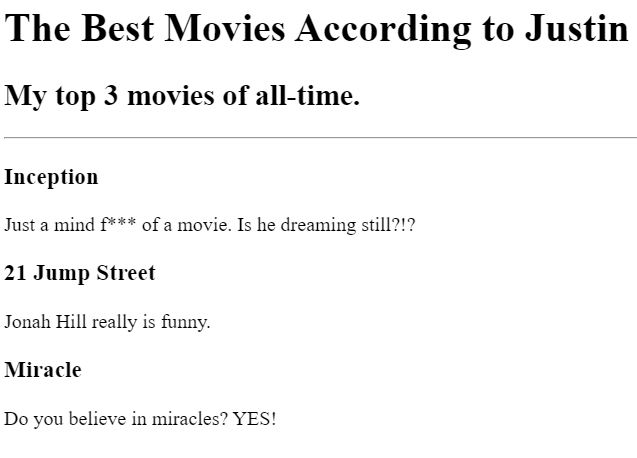 The Best Movies According to Justin
My top 3 movies of all-time.
Inception
Just a mind f*** of a movie. Is he dreaming still?!?
21 Jump Street
Jonah Hill really is funny.
Miracle
Do you believe in miracles? YES!